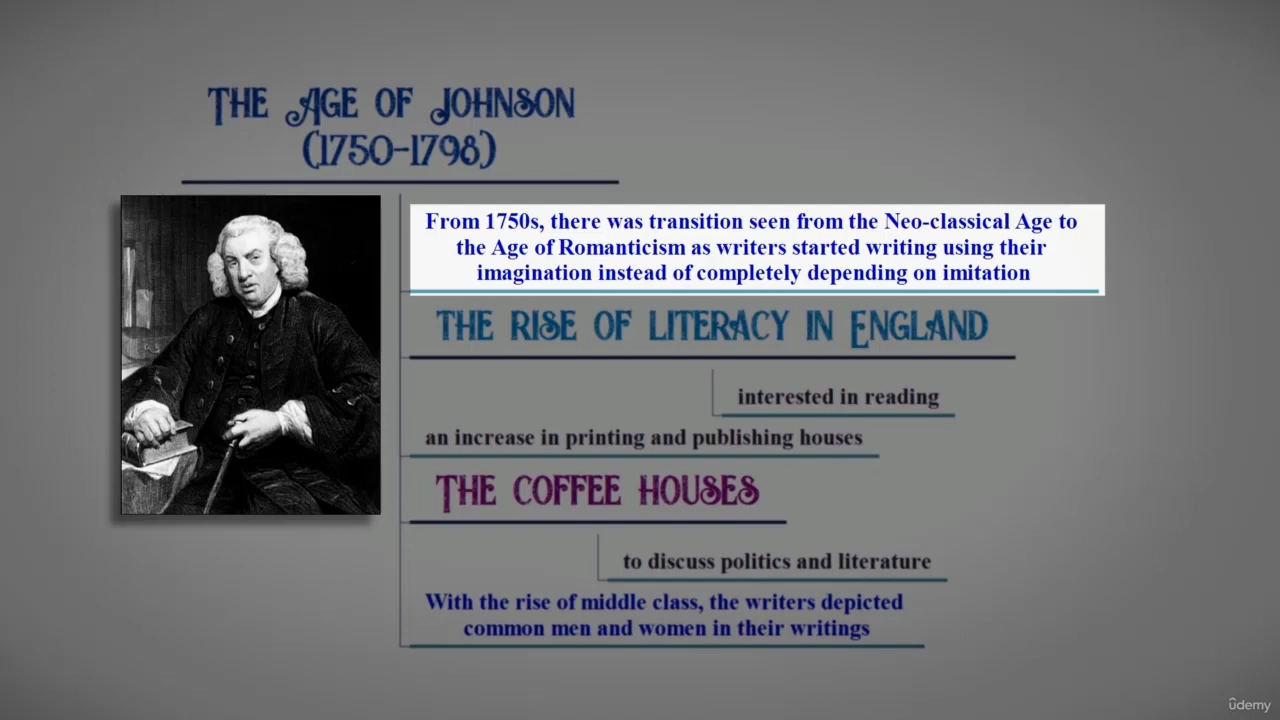 The Age of Johnson
(1750-1798)
From 1750s, there was transition seen from the Neo-classical Age to
the Age of Romanticism as writers started writing using their
imagination instead of completely depending on imitation
The rise of literacy in England
interested in reading
an increase in printing and publishing houses
The coffee houses
to discuss politics and literature
With the rise of middle class, the writers depicted
common men and women in their writings
ûdemy